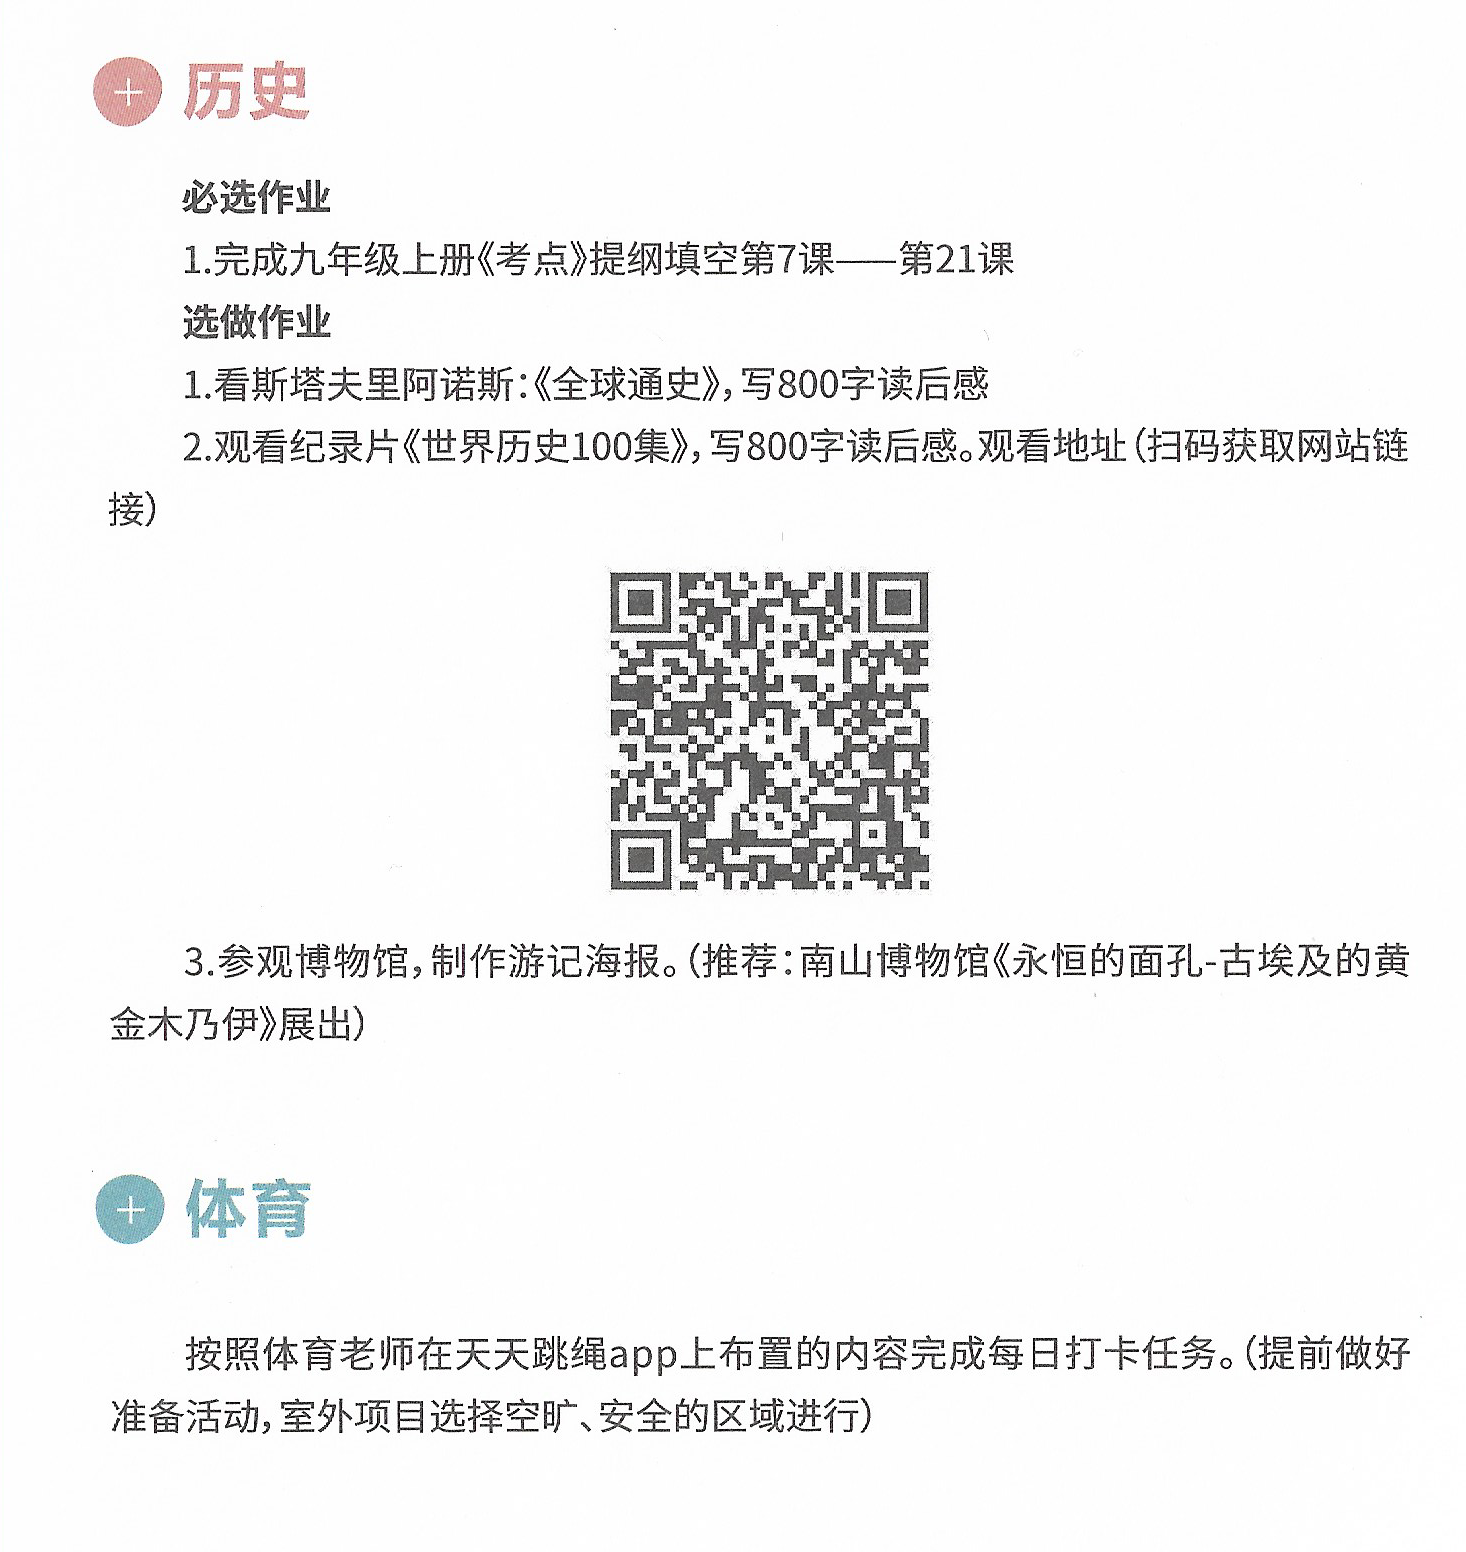 历史
必选作业
1.完成九年级上册《考点》提纲填空第7课——第21课
选做作业
1.看斯塔夫里阿诺斯：《全球通史》，写800字读后感
2.观看纪录片《世界历史100集》，写800字读后感。观看地址（扫码获取网站链
接）
3.参观博物馆，制作游记海报。（推荐：南山博物馆《永恒的面孔-古埃及的黄
金木乃伊》展出）
体育
按照体育老师在天天跳绳app上布置的内容完成每日打卡任务。（提前做好
准备活动，室外项目选择空旷、安全的区域进行）